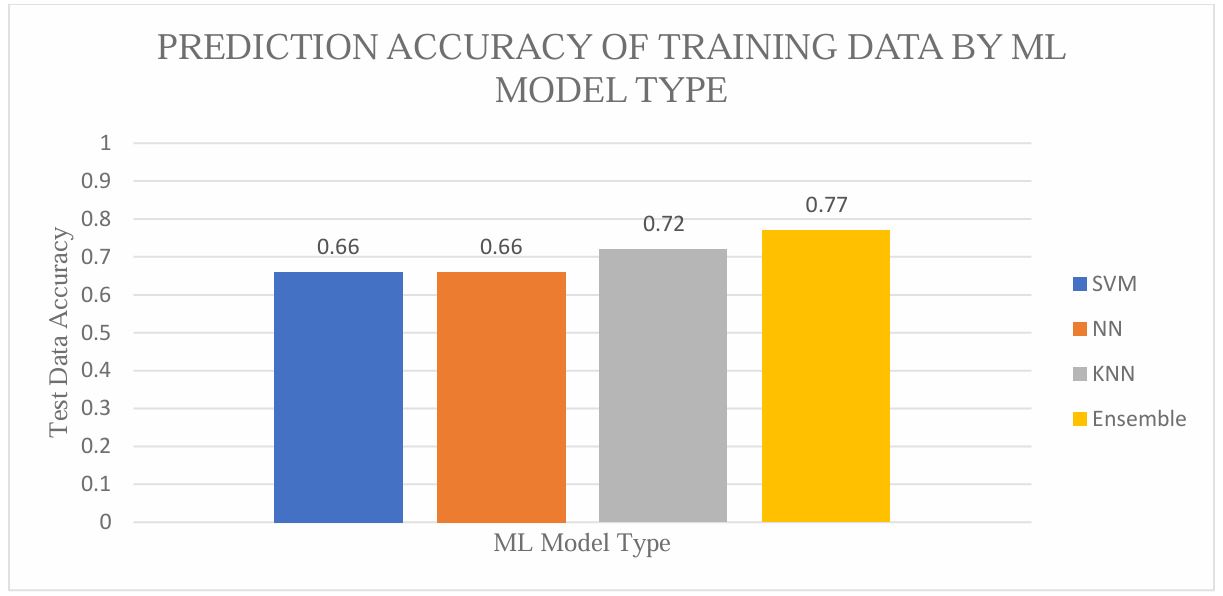 PREDICTION ACCURACY OF TRAINING DATA BY ML
MODEL TYPE
1
0.9
0.8
0.7
0.6
0.5
0.4
0.3
0.2
0.1
0
Test Data Accuracy
0.66
0.66
0.72
0.77
ML Model Type
SVM
NN
KNN
Ensemble